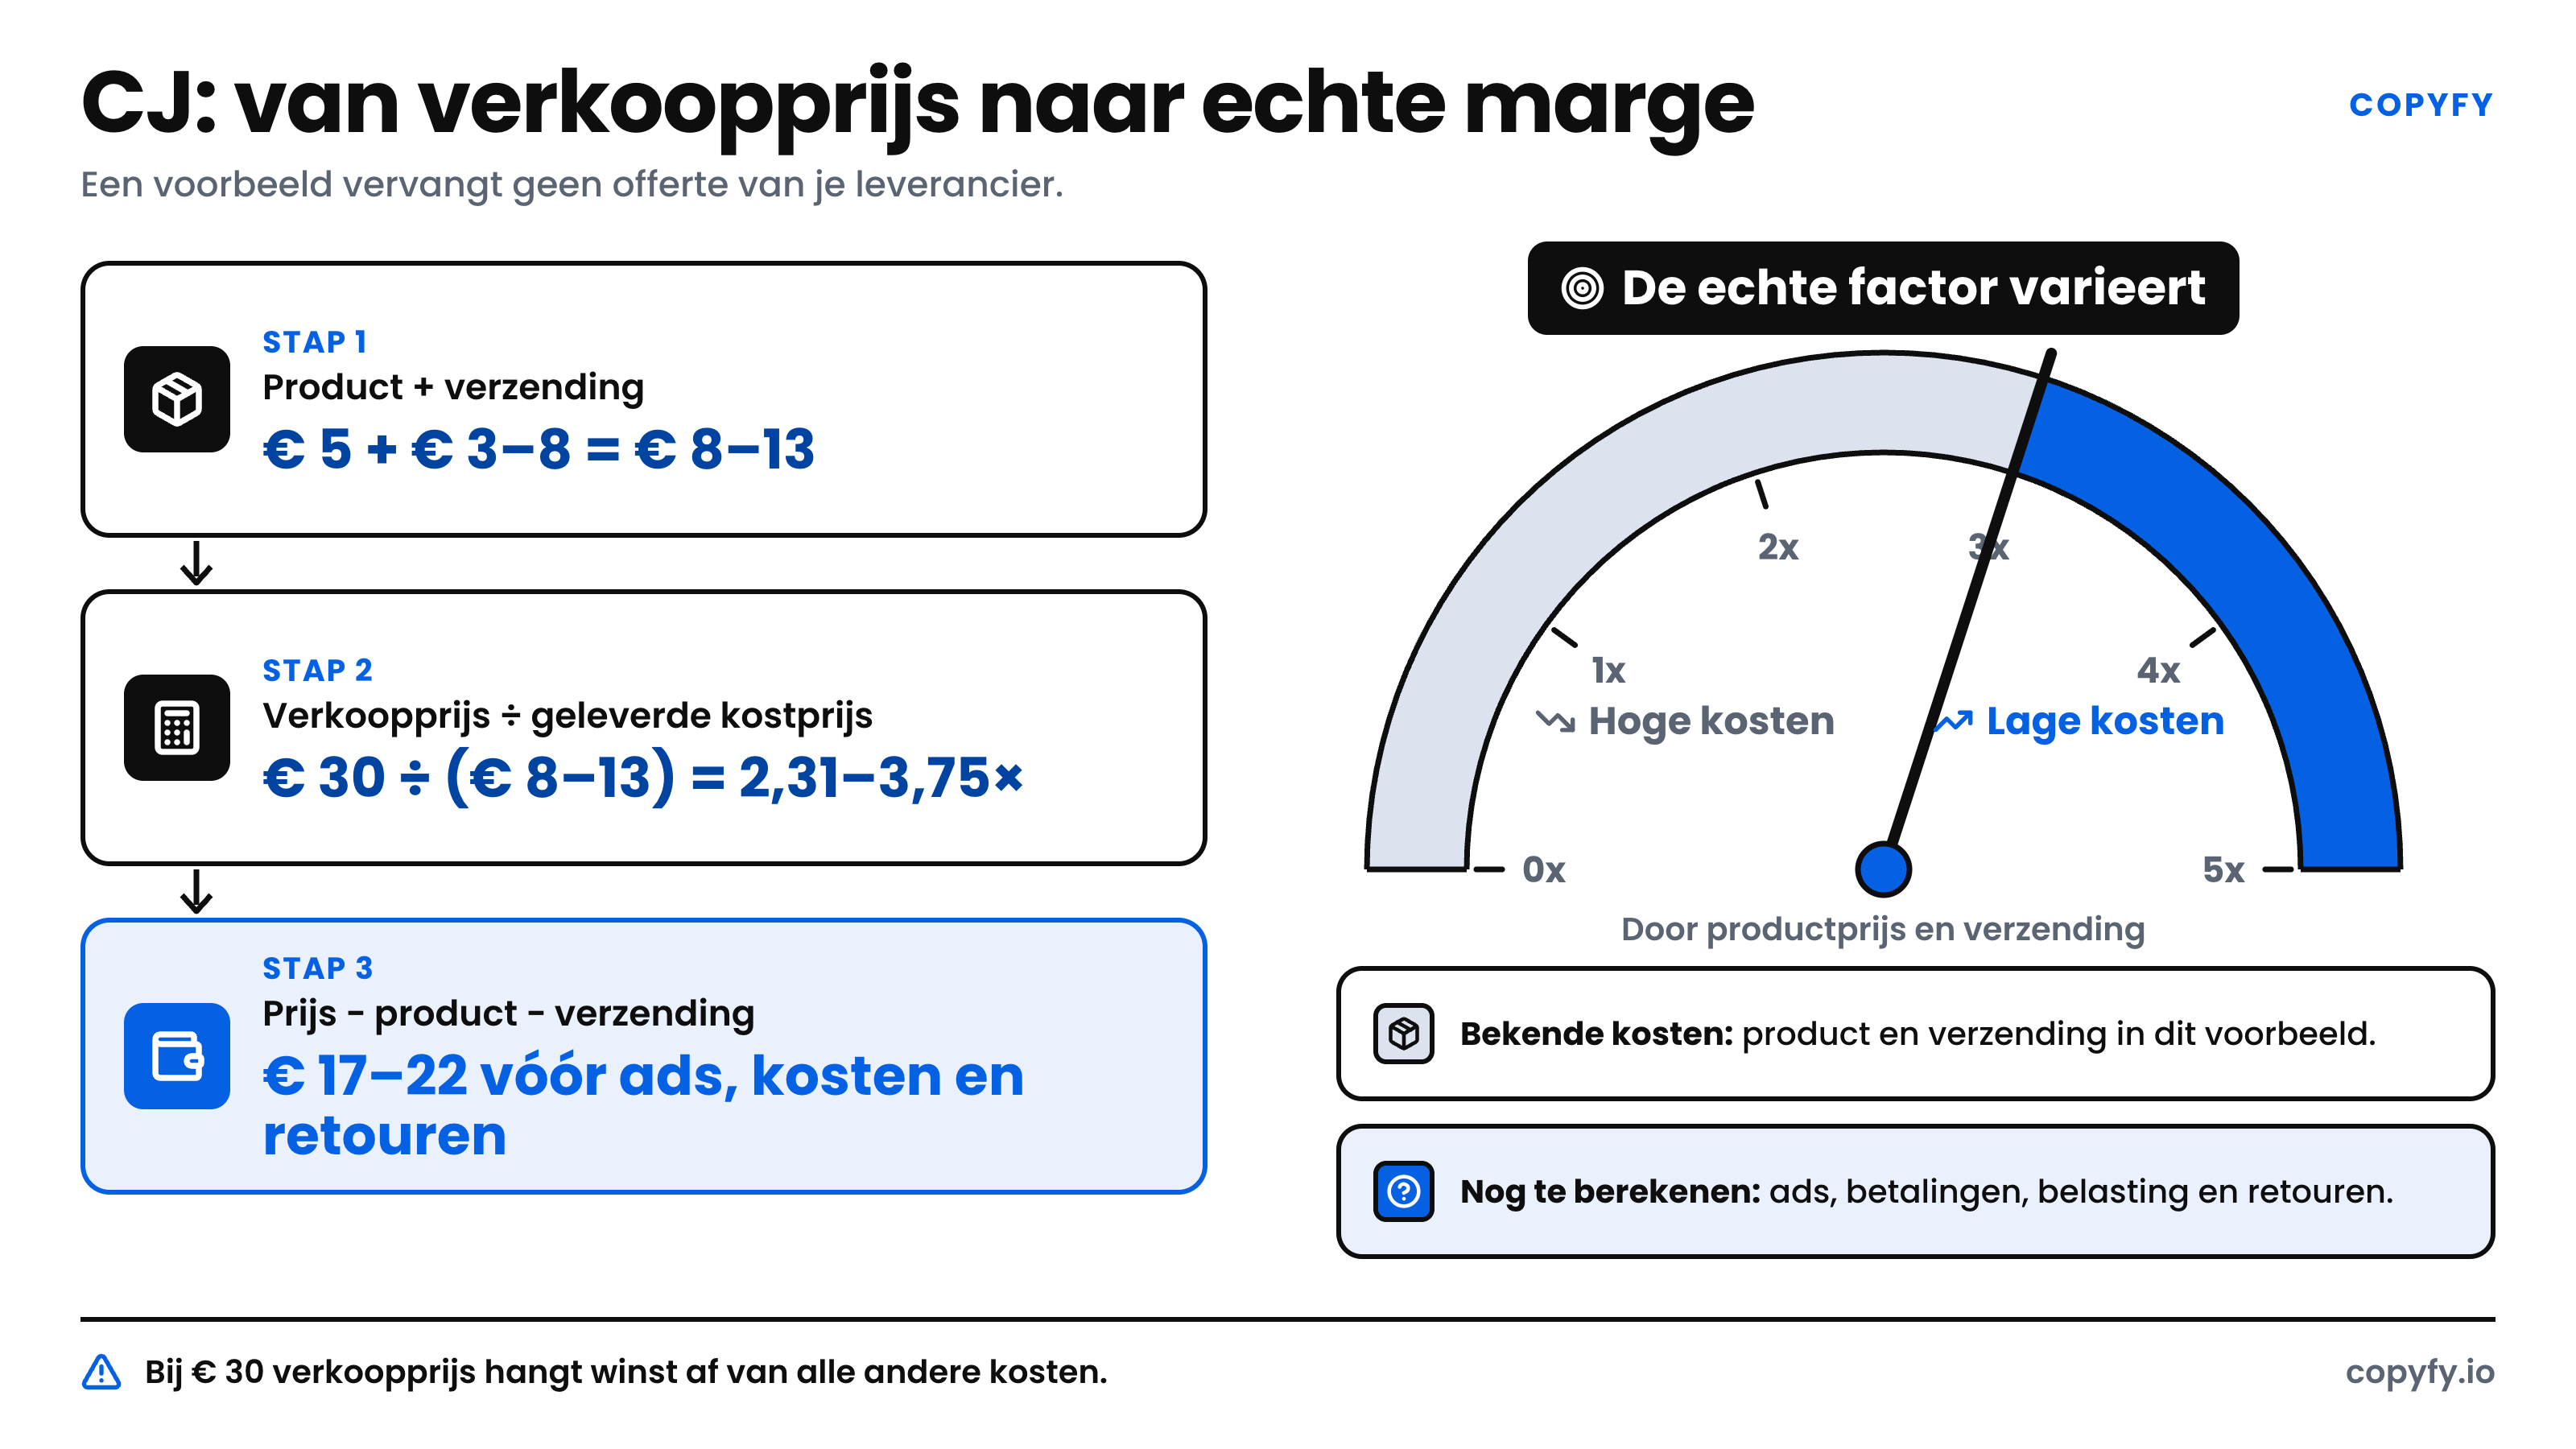 CJ: van verkoopprijs naar echte marge
COPYFY
Een voorbeeld vervangt geen offerte van je leverancier.
STAP 1
Product + verzending
€ 5 + € 3–8 = € 8–13
STAP 2
Verkoopprijs ÷ geleverde kostprijs
€ 30 ÷ (€ 8–13) = 2,31–3,75×
STAP 3
Prijs - product - verzending
€ 17–22 vóór ads, kosten en
retouren
De echte factor varieert
2x
3x
1x
4x
Hoge kosten
Lage kosten
0x
5x
Door productprijs en verzending
Bekende kosten: product en verzending in dit voorbeeld.
Nog te berekenen: ads, betalingen, belasting en retouren.
Bij € 30 verkoopprijs hangt winst af van alle andere kosten.
copyfy.io